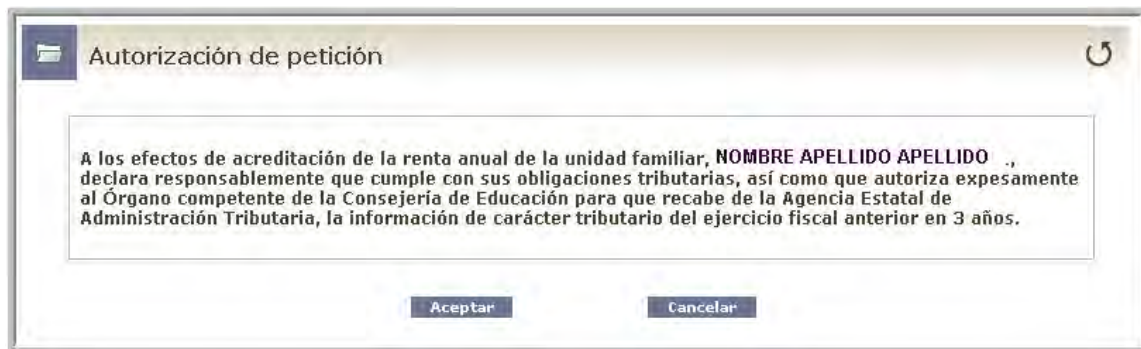 Autorización de petición
A los efectos de acreditación de la renta anual de la unidad familiar, NOMBRE APELLIDO APELLIDO .,
declara responsablemente que cumple con sus obligaciones tributarias, así como que autoriza expesamente
al Órgano competente de la Consejería de Educación para que recabe de la Agencia Estatal de
Administración Tributaria, la información de carácter tributario del ejercicio fiscal anterior en 3 años.
Aceptar Cancelar